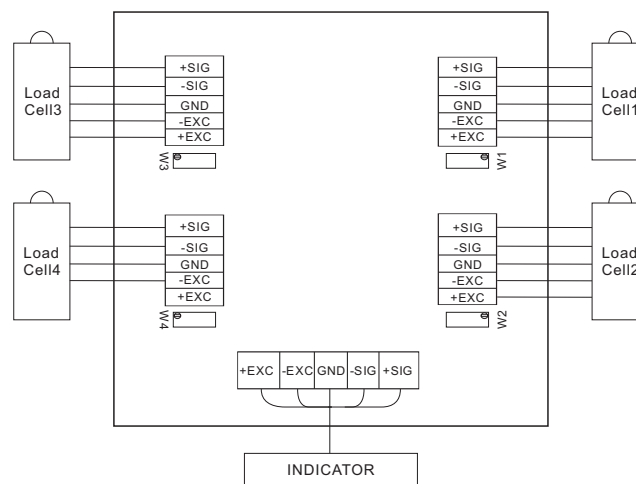 Load
Cell3
+SIG
-SIG
GND
-EXC
+EXC
W3
+SIG
-SIG
GND
-EXC
+EXC
W1
Load
Cell1
Load
Cell4
+SIG
-SIG
GND
-EXC
+EXC
W4
+SIG
-SIG
GND
-EXC
+EXC
W2
Load
Cell2
+EXC -EXC GND -SIG +SIG
INDICATOR